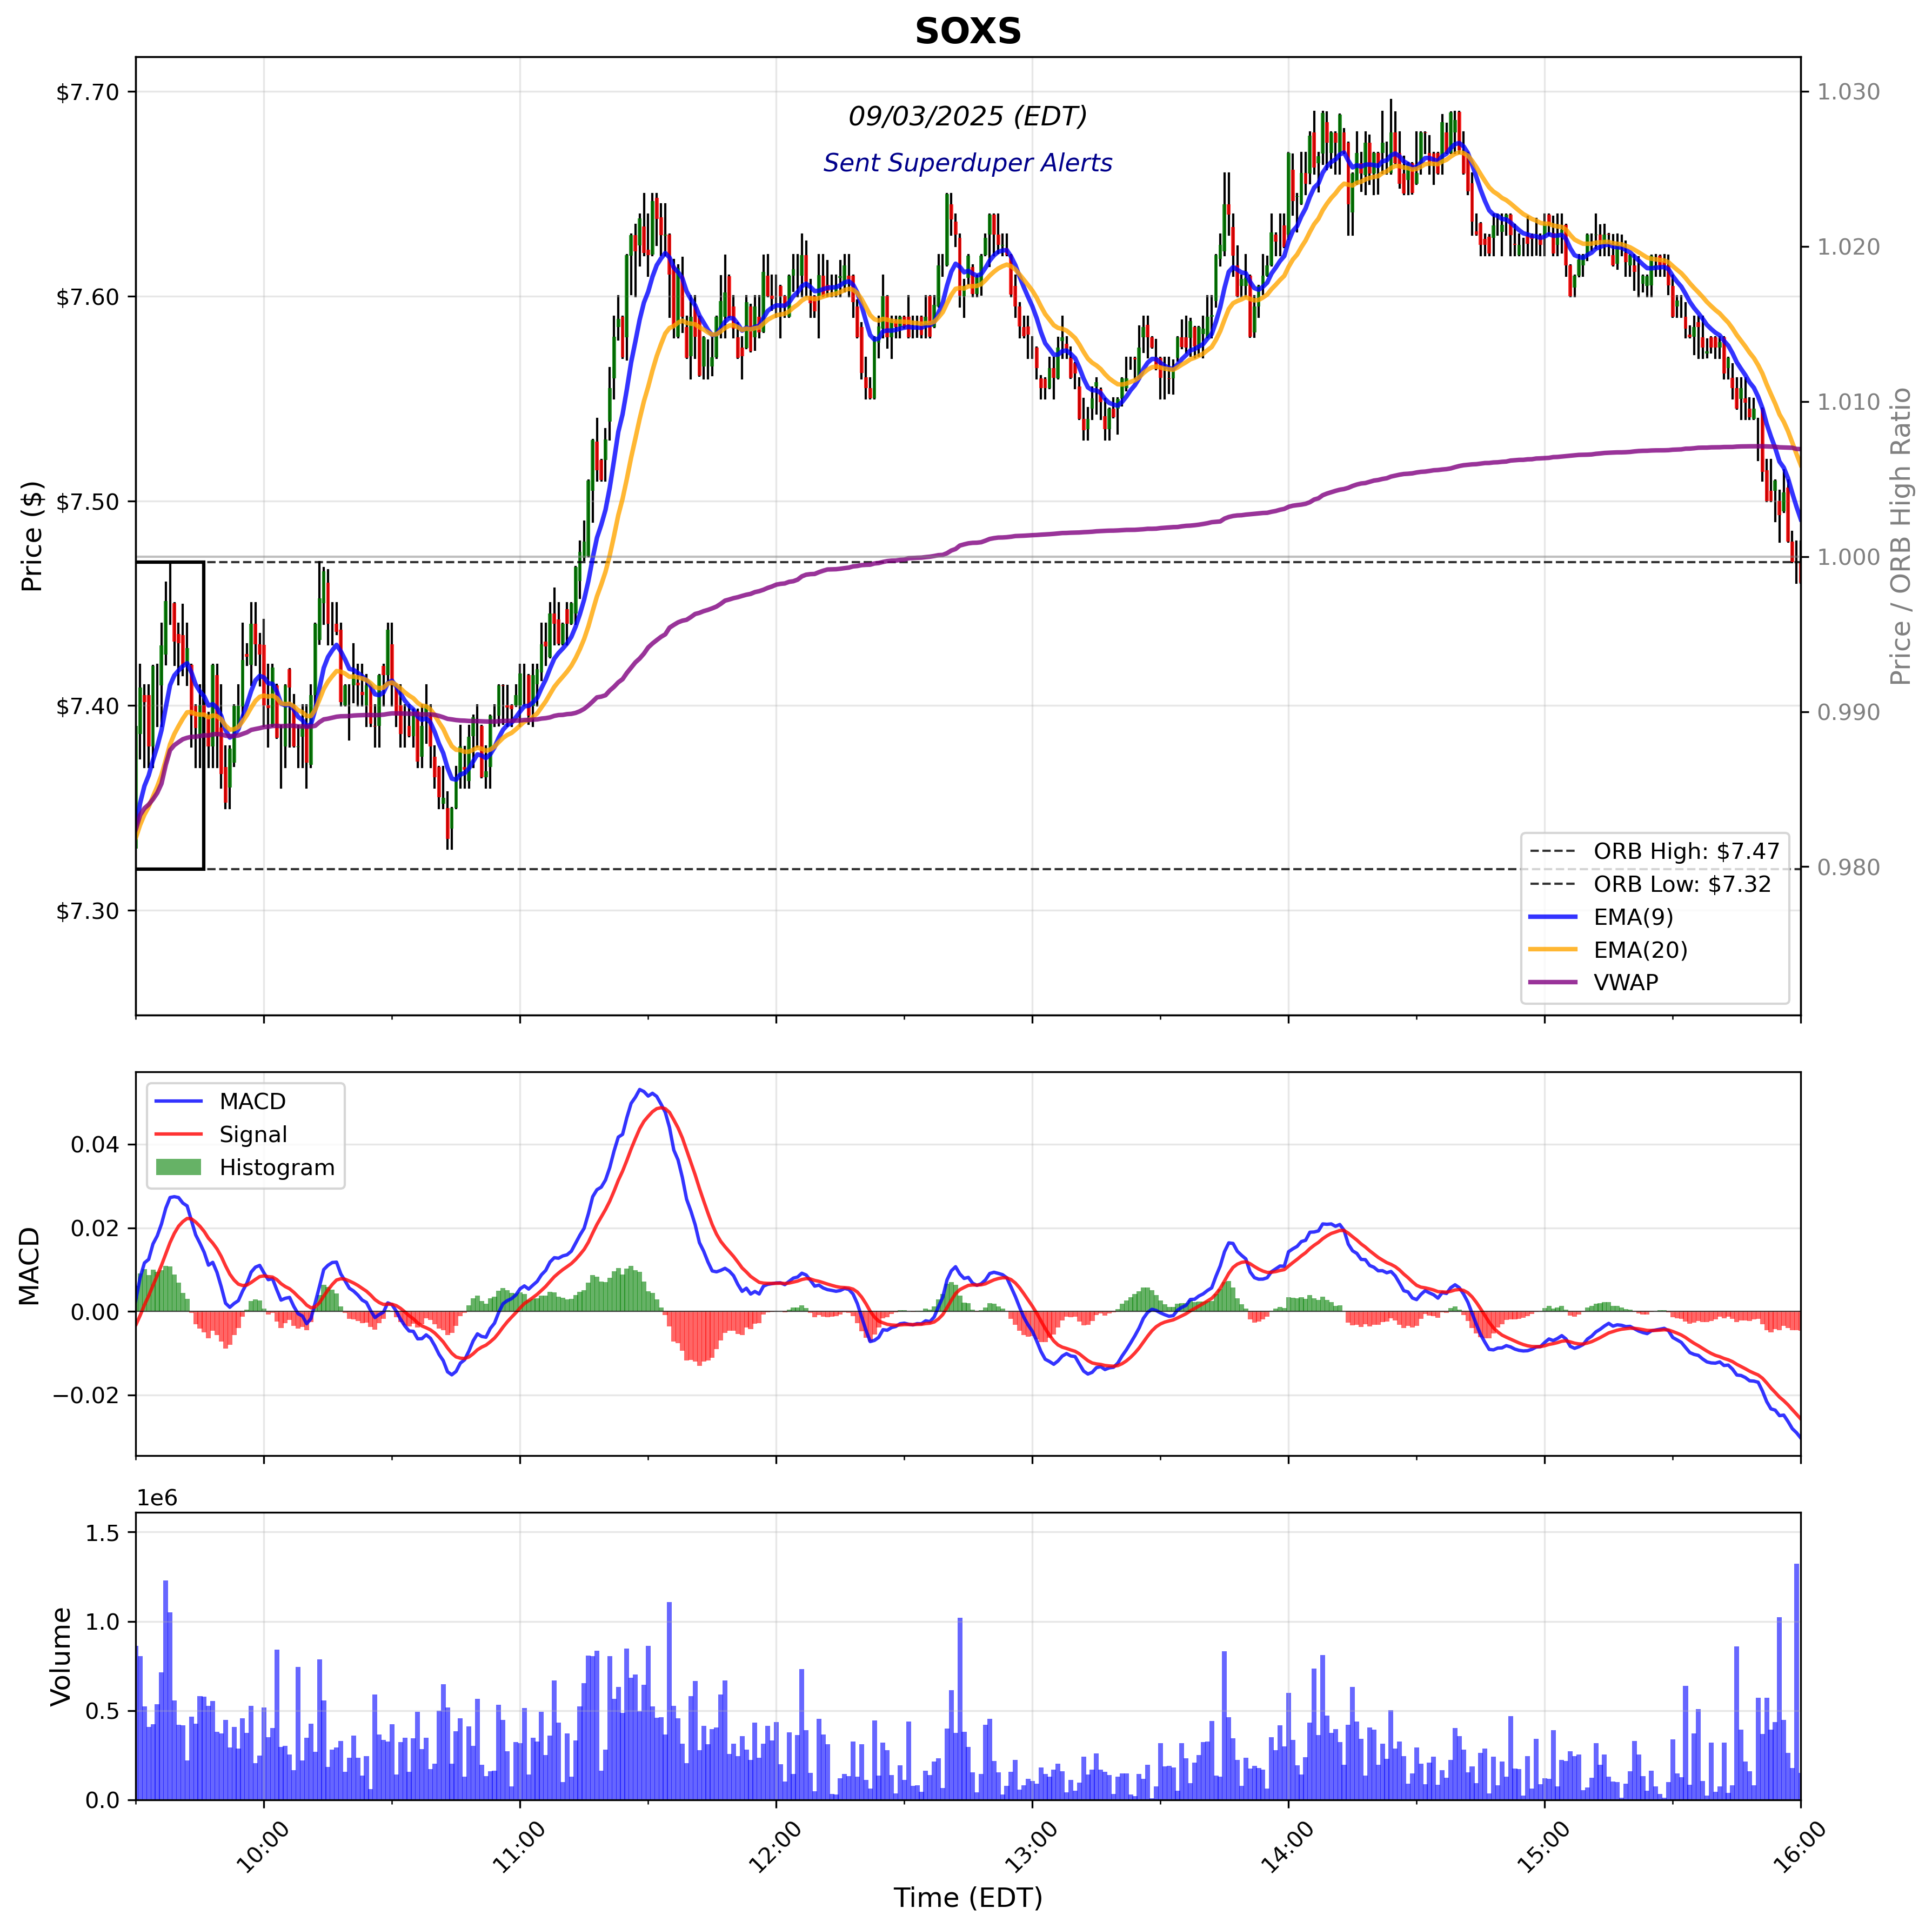 SOXS
09/03/2025 (EDT)
Sent Superduper Alerts
Price ($)
$7.70
$7.60
$7.50
$7.40
$7.30
1.030
1.020
1.010
1.000
0.990
0.980
Price / ORB High Ratio
ORB High: $7.47
ORB Low: $7.32
EMA(9)
EMA(20)
VWAP
MACD
0.04
0.02
0.00
−0.02
MACD
Signal
Histogram
1e6
Volume
1.5
1.0
0.5
0.0
10:00
11:00
12:00
13:00
14:00
15:00
16:00
Time (EDT)